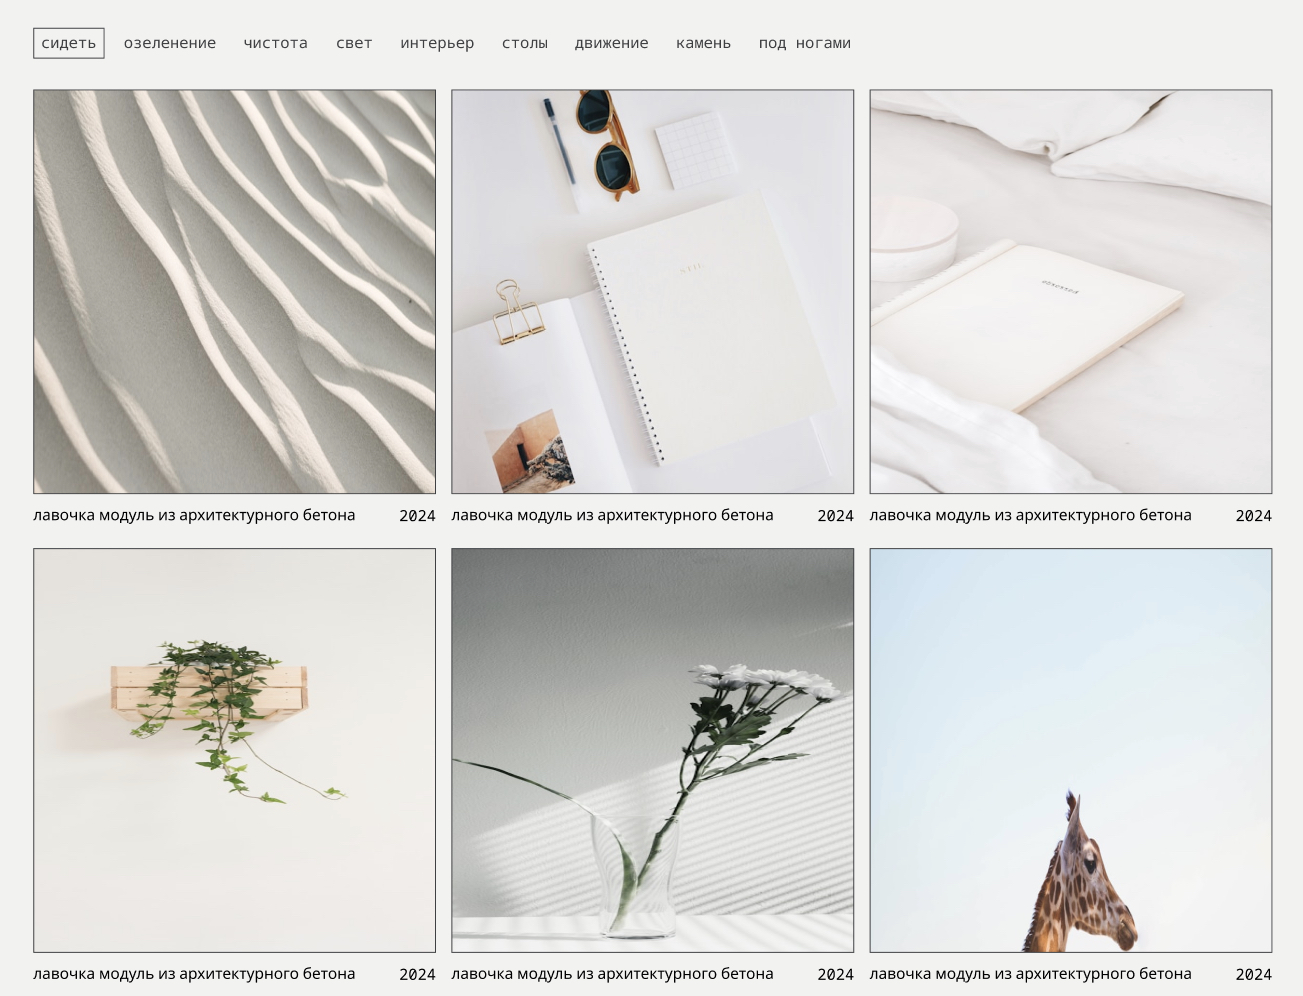 сидеть озеленение чистота свет интерьер столы движение камень под ногами
лавочка модуль из архитектурного бетона 2024 лавочка модуль из архитектурного бетона 2024 лавочка модуль из архитектурного бетона 2024
лавочка модуль из архитектурного бетона 2024 лавочка модуль из архитектурного бетона 2024 лавочка модуль из архитектурного бетона 2024